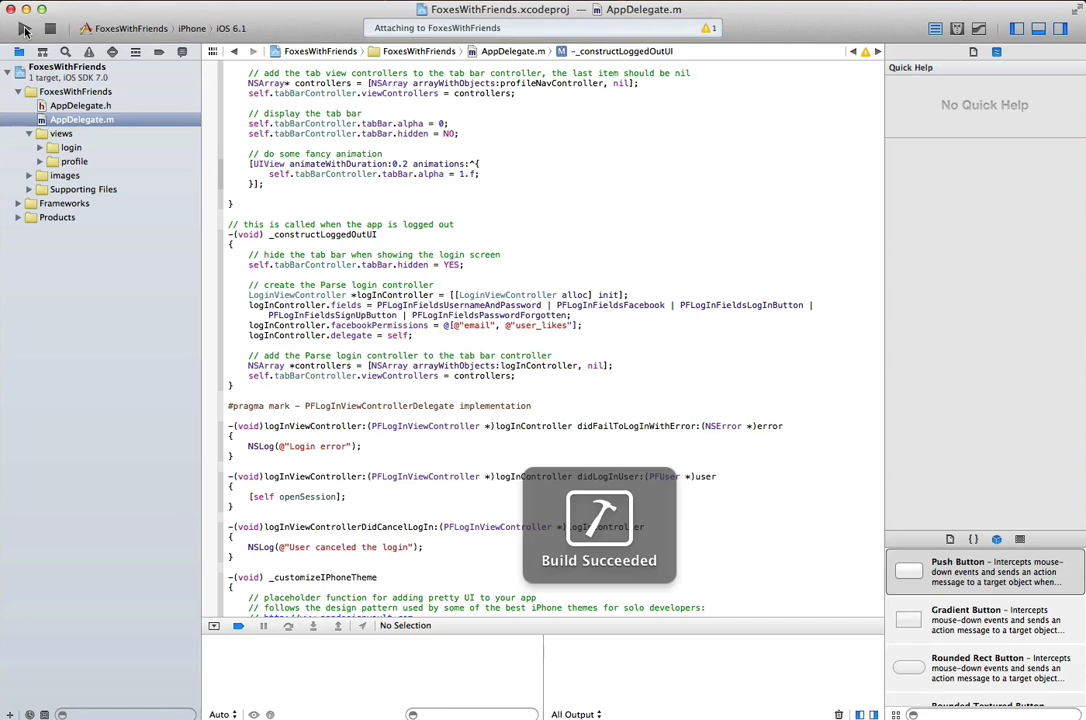 FoxesWithFriends.xcodeproj — AppDelegate.m
FoxesWithFriends iPhone iOS 6.1
Attaching to FoxesWithFriends
1
FoxesWithFriends FoxesWithFriends AppDelegate.m M -_constructLoggedOutUI
FoxesWithFriends
1 target, iOS SDK 7.0
FoxesWithFriends
h AppDelegate.h
m AppDelegate.m
views
login
profile
images
Supporting Files
Frameworks
Products
// add the tab view controllers to the tab bar controller, the last item should be nil
NSArray* controllers = [NSArray arrayWithObjects:profileNavController, nil];
self.tabBarController.viewControllers = controllers;
// display the tab bar
self.tabBarController.tabBar.alpha = 0;
self.tabBarController.tabBar.hidden = NO;
// do some fancy animation
[UIView animateWithDuration:0.2 animations:^{
self.tabBarController.tabBar.alpha = 1.f;
}];
}
// this is called when the app is logged out
-(void) _constructLoggedOutUI
{
// hide the tab bar when showing the login screen
self.tabBarController.tabBar.hidden = YES;
// create the Parse login controller
LoginViewController *logInController = [[LoginViewController alloc] init];
logInController.fields = PFLogInFieldsUsernameAndPassword | PFLogInFieldsFacebook | PFLogInFieldsLogInButton |
PFLogInFieldsSignUpButton | PFLogInFieldsPasswordForgotten;
logInController.facebookPermissions = @[@"email", @"user_likes"];
logInController.delegate = self;
// add the Parse login controller to the tab bar controller
NSArray *controllers = [NSArray arrayWithObjects:logInController, nil];
self.tabBarController.viewControllers = controllers;
}
#pragma mark - PFLogInViewControllerDelegate implementation
-(void)logInViewController:(PFLogInViewController *)logInController didFailToLogInWithError:(NSError *)error
{
NSLog(@"Login error");
}
-(void)logInViewController:(PFLogInViewController *)logInController didLogInUser:(PFUser *)user
{
[self openSession];
}
-(void)logInViewControllerDidCancelLogIn:(PFLogInViewController *)logInController
{
NSLog(@"User canceled the login");
}
-(void) _customizeIPhoneTheme
{
// placeholder function for adding pretty UI to your app
// follows the design pattern used by some of the best iPhone themes for solo developers:
Build Succeeded
No Selection
Auto
All Output
Quick Help
No Quick Help
{ }
Push Button – Intercepts mouse-
down events and sends an
action message to a target object
when...
Gradient Button – Intercepts
mouse-down events and sends an
action message to a target object...
Rounded Rect Button – Intercepts
mouse-down events and sends an
action message to a target object...
Rounded Textured Button